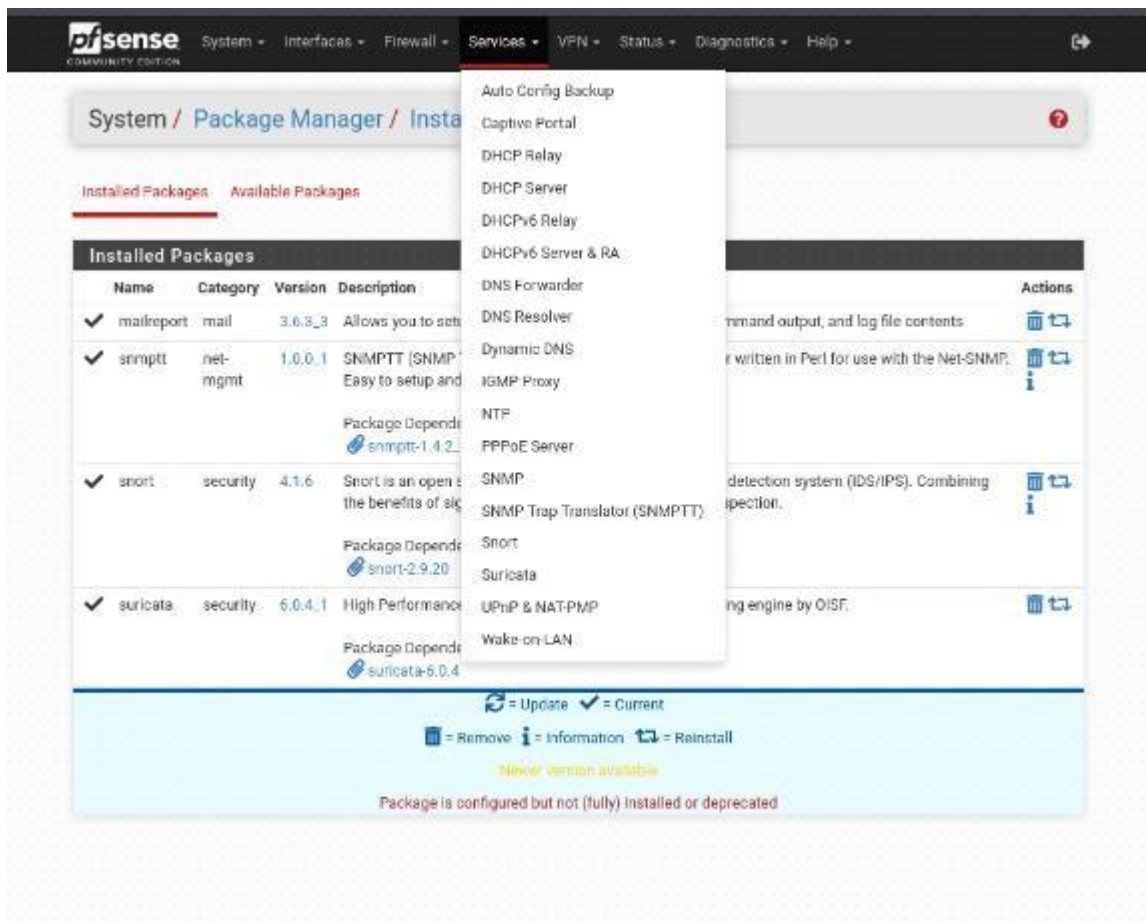 pfsense
COMMUNITY EDITION
System Interfaces Firewall Services VPN Status Diagnostics Help
Auto Config Backup
Captive Portal
DHCP Relay
DHCP Server
DHCPv6 Relay
DHCPv6 Server & RA
DNS Forwarder
DNS Resolver
Dynamic DNS
IGMP Proxy
NTP
PPPoE Server
SNMP
SNMP Trap Translator (SNMPTT)
Snort
Suricata
UPnP & NAT-PMP
Wake-on-LAN
System / Package Manager / Insta
Installed Packages Available Packages
Installed Packages
Name Category Version Description Actions
mailreport mail 3.6.3_3 Allows you to set mmand output, and log file contents
snmptt net-mgmt 1.0.0_1 SNMPTT (SNMP r written in Perl for use with the Net-SNMP.
Easy to setup and
Package Depende
snmptt-1.4.2_
snort security 4.1.6 Snort is an open s detection system (IDS/IPS). Combining
the benefits of sig spection.
Package Depende
snort-2.9.20
suricata security 6.0.4_1 High Performance ng engine by OISF.
Package Depende
suricata-6.0.4
= Update = Current
= Remove = Information = Reinstall
Newer version available
Package is configured but not (fully) installed or deprecated